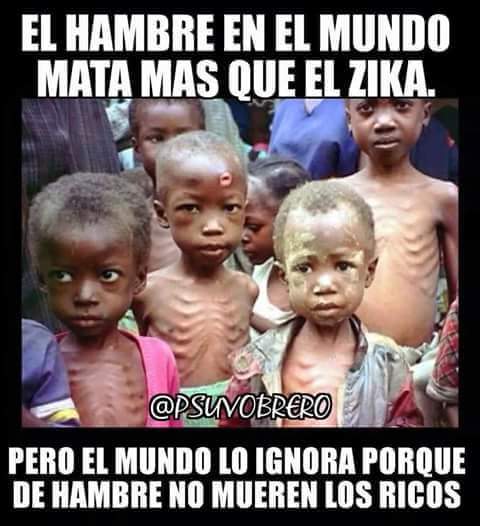 EL HAMBRE EN EL MUNDO
MATA MAS QUE EL ZIKA.
@PSUVOBRERO
PERO EL MUNDO LO IGNORA PORQUE
DE HAMBRE NO MUEREN LOS RICOS